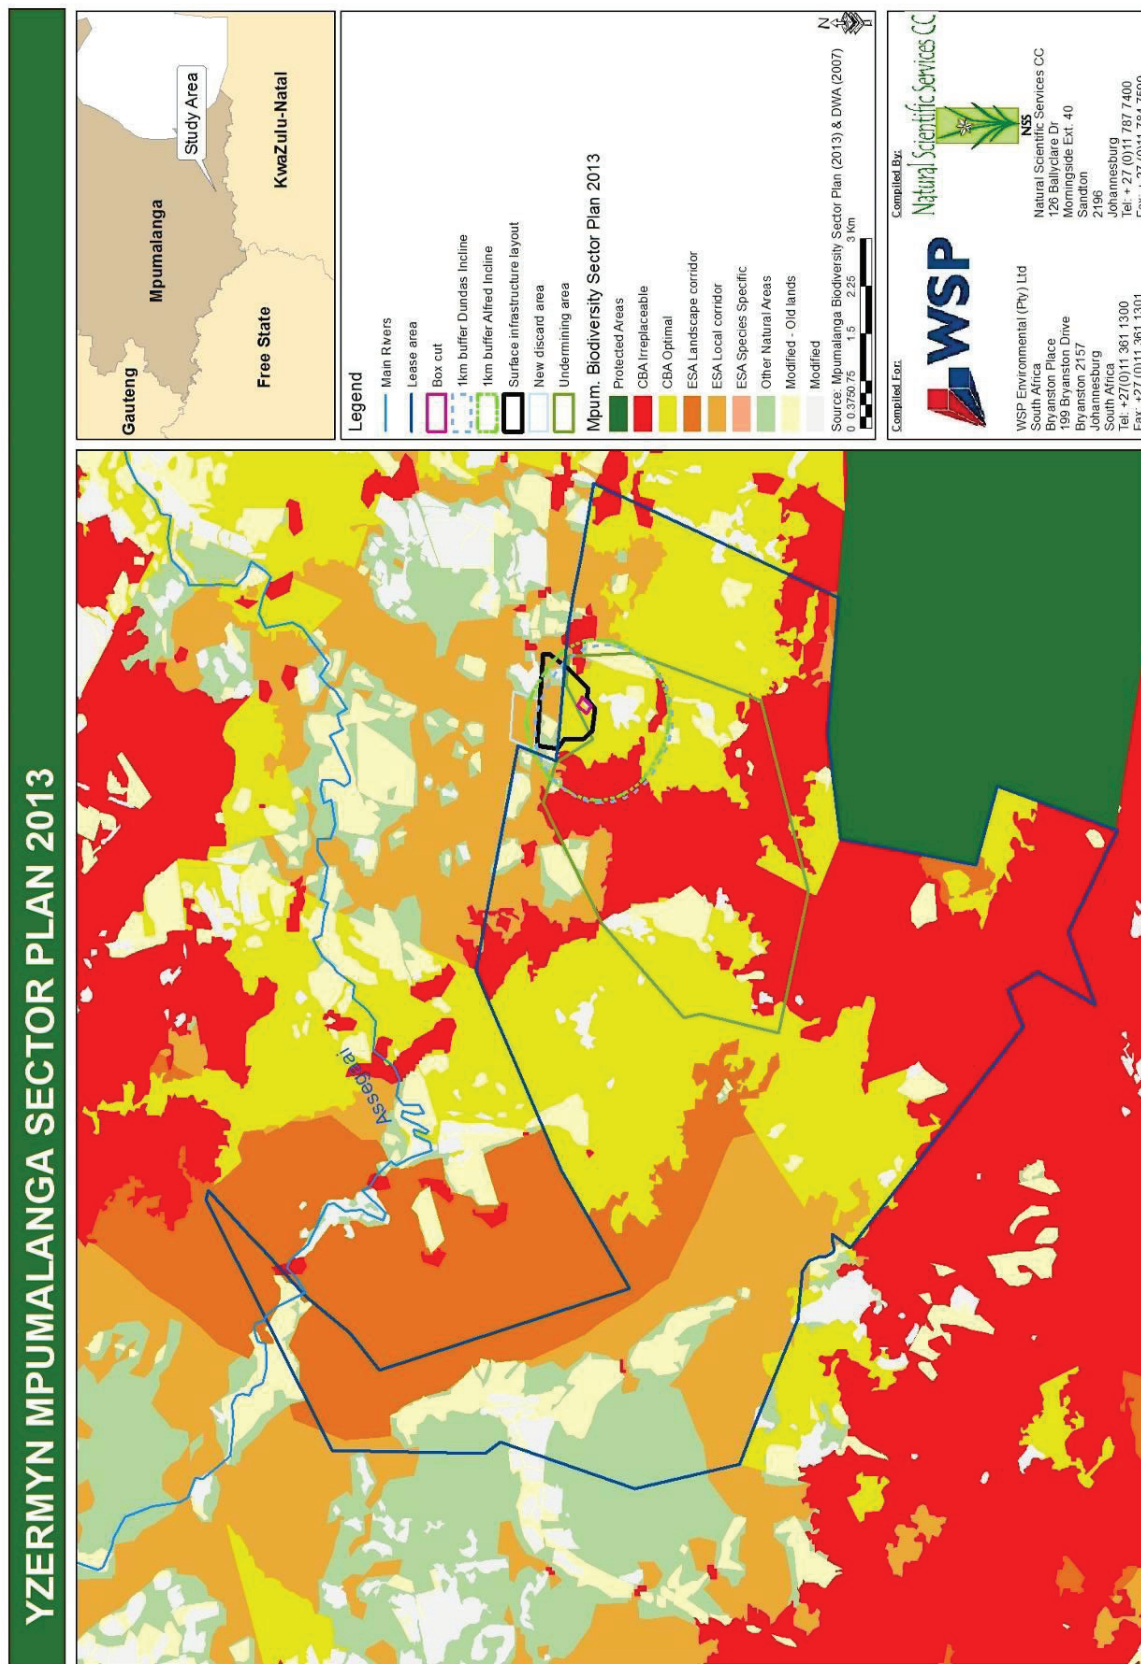 YZERMYN MPUMALANGA SECTOR PLAN 2013
Assegaai
Gauteng
Mpumalanga
Study Area
Free State
KwaZulu-Natal
Legend
Main Rivers
Lease area
Box cut
1km buffer Dundas Incline
1km buffer Alfred Incline
Surface infrastructure layout
New discard area
Undermining area
Mpum. Biodiversity Sector Plan 2013
Protected Areas
CBA Irreplaceable
CBA Optimal
ESA Landscape corridor
ESA Local corridor
ESA Species Specific
Other Natural Areas
Modified - Old lands
Modified
Source: Mpumalanga Biodiversity Sector Plan (2013) & DWA (2007)
0 0.375 0.75 1.5 2.25 3 Km
N
Compiled For:
WSP
WSP Environmental (Pty) Ltd
South Africa
Bryanston Place
199 Bryanston Drive
Bryanston 2157
Johannesburg
South Africa
Tel: +27(0)11 361 1300
Fax: +27 (0)11 361 1301
Compiled By:
Natural Scientific Services CC
NSS
Natural Scientific Services CC
126 Ballyclare Dr
Morningside Ext. 40
Sandton
2196
Johannesburg
Tel: + 27 (0)11 787 7400